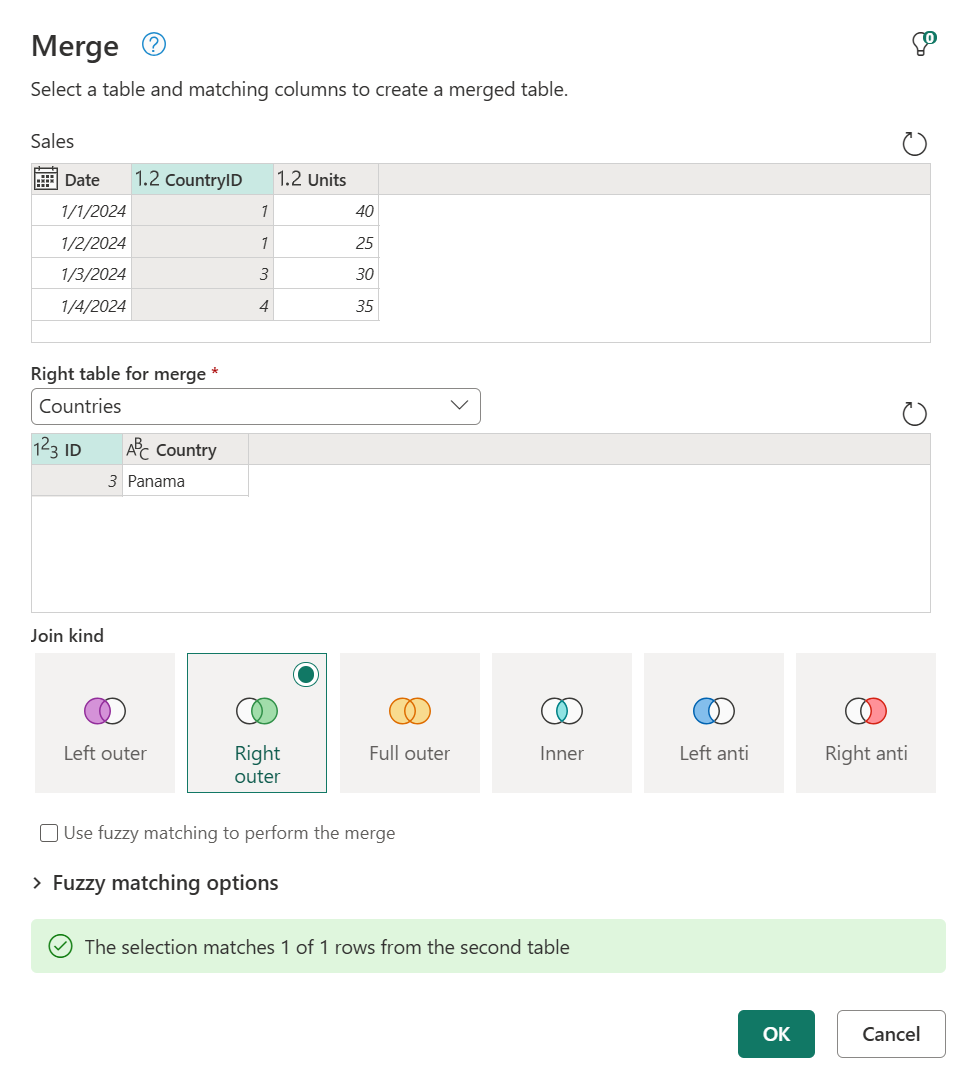 Merge ?
0
Select a table and matching columns to create a merged table.
Sales
Date 1.2 CountryID 1.2 Units
1/1/2024 1 40
1/2/2024 1 25
1/3/2024 3 30
1/4/2024 4 35
Right table for merge *
Countries
123 ID ABC Country
3 Panama
Join kind
Left outer Right outer Full outer Inner Left anti Right anti
Use fuzzy matching to perform the merge
Fuzzy matching options
The selection matches 1 of 1 rows from the second table
OK Cancel